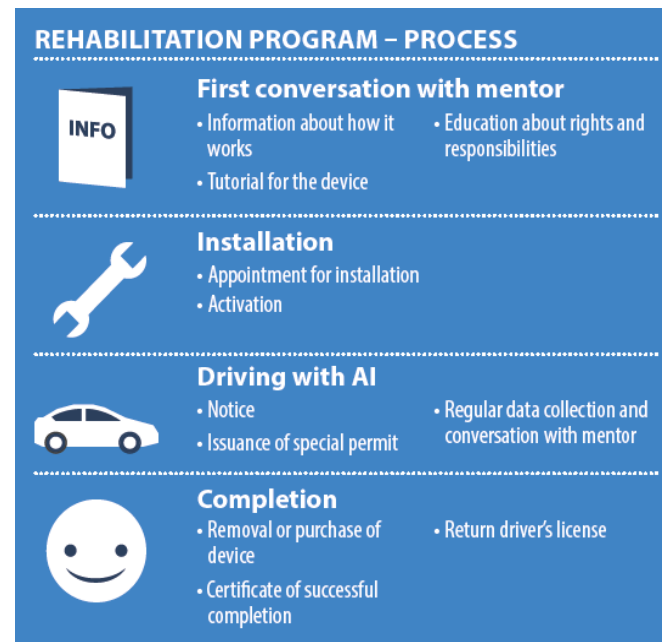 REHABILITATION PROGRAM – PROCESS
INFO
First conversation with mentor
• Information about how it
works
• Tutorial for the device
• Education about rights and
responsibilities
Installation
• Appointment for installation
• Activation
Driving with AI
• Notice
• Issuance of special permit
• Regular data collection and
conversation with mentor
Completion
• Removal or purchase of
device
• Certificate of successful
completion
• Return driver’s license